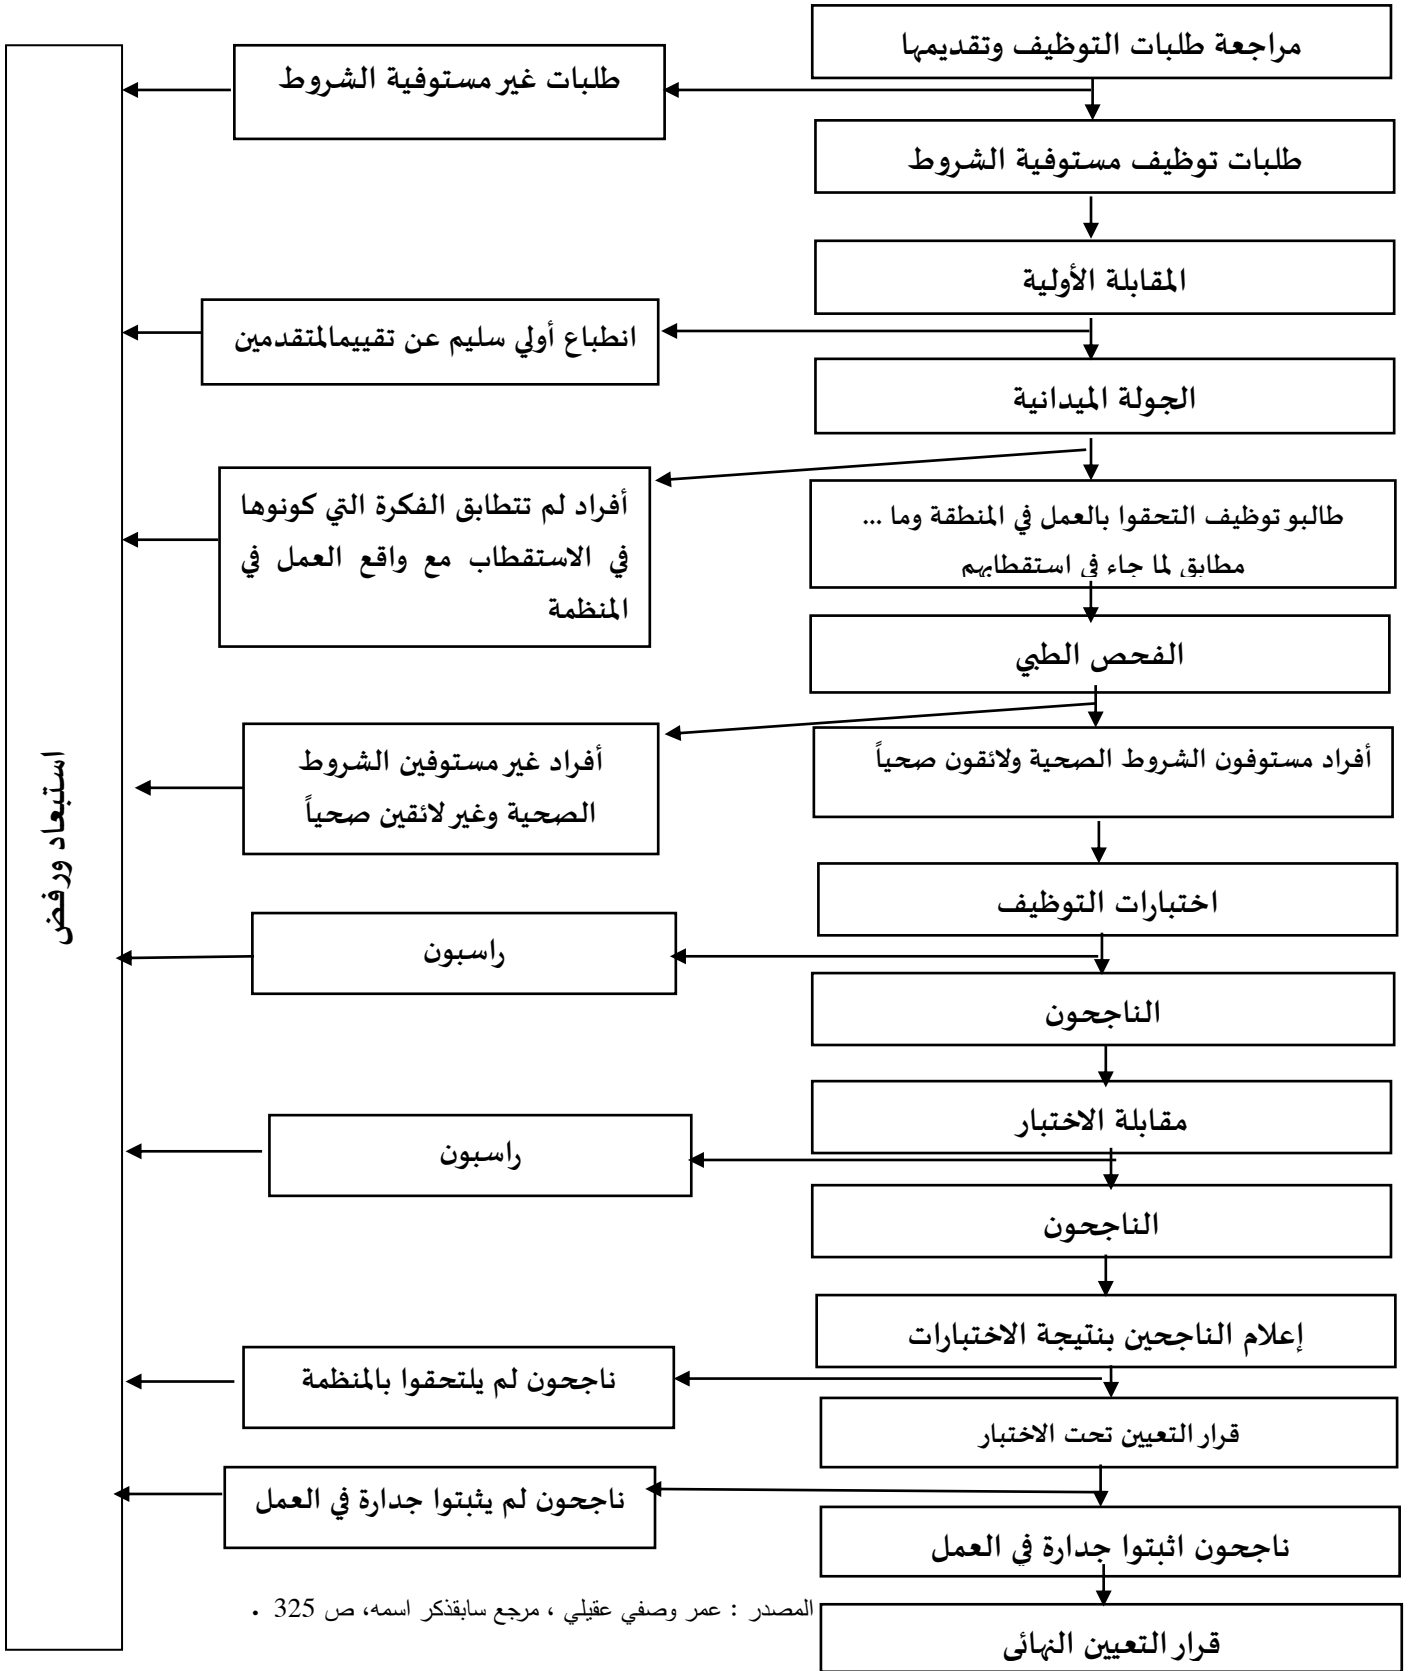 مراجعة طلبات التوظيف وتقديمها
طلبات غير مستوفية الشروط
طلبات توظيف مستوفية الشروط
المقابلة الأولية
انطباع أولي سليم عن تقييمالمتقدمين
الجولة الميدانية
أفراد لم تتطابق الفكرة التي كونوها
في الاستقطاب مع واقع العمل في
المنظمة
طالبو توظيف التحقوا بالعمل في المنطقة وما ...
مطابق لما جاء في استقطابهم
الفحص الطبي
أفراد غير مستوفين الشروط
الصحية وغير لائقين صحياً
أفراد مستوفون الشروط الصحية ولائقون صحياً
اختبارات التوظيف
راسبون
الناجحون
مقابلة الاختبار
راسبون
الناجحون
إعلام الناجحين بنتيجة الاختبارات
ناجحون لم يلتحقوا بالمنظمة
قرار التعيين تحت الاختبار
ناجحون لم يثبتوا جدارة في العمل
ناجحون اثبتوا جدارة في العمل
قرار التعيين النهائى
استبعاد ورفض
المصدر : عمر وصفي عقيلي ، مرجع سابقذكر اسمه، ص 325 .